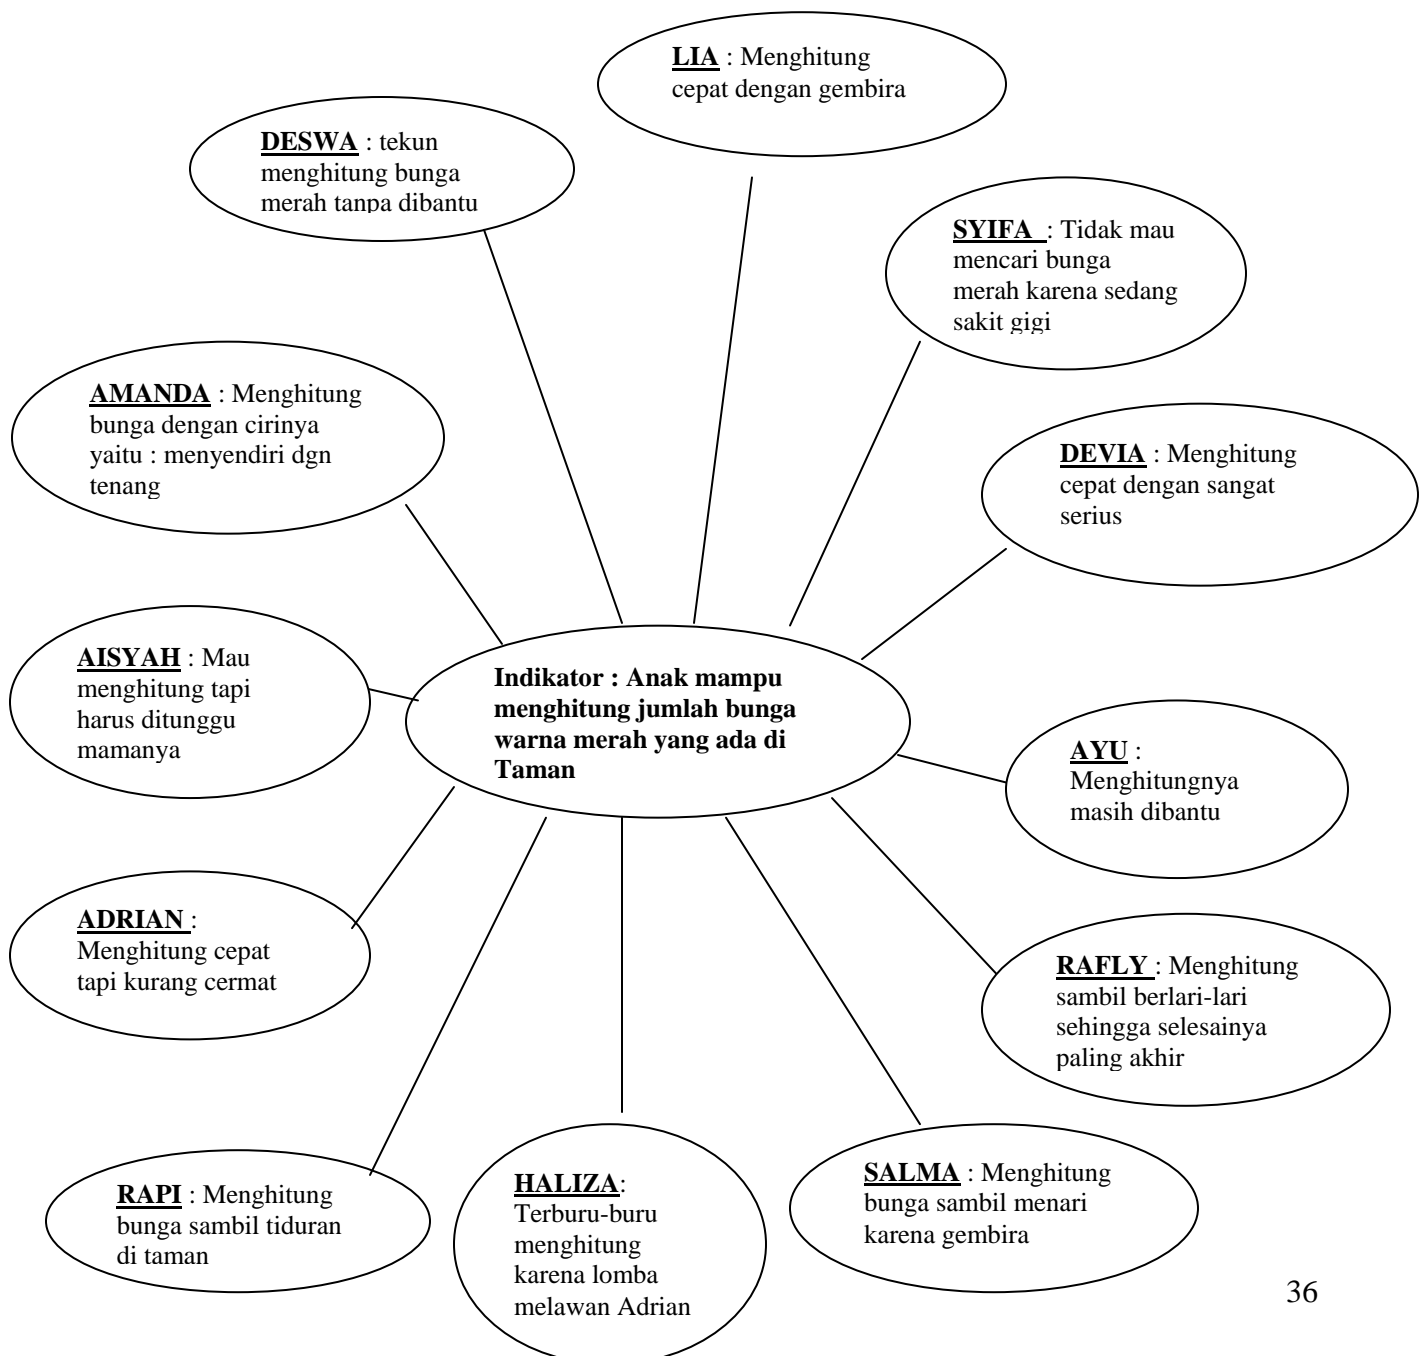 LIA : Menghitung
cepat dengan gembira
DESWA : tekun
menghitung bunga
merah tanpa dibantu
SYIFA : Tidak mau
mencari bunga
merah karena sedang
sakit gigi
AMANDA : Menghitung
bunga dengan cirinya
yaitu : menyendiri dgn
tenang
DEVIA : Menghitung
cepat dengan sangat
serius
AISYAH : Mau
menghitung tapi
harus ditunggu
mamanya
Indikator : Anak mampu
menghitung jumlah bunga
warna merah yang ada di
Taman
AYU :
Menghitungnya
masih dibantu
ADRIAN :
Menghitung cepat
tapi kurang cermat
RAFLY : Menghitung
sambil berlari-lari
sehingga selesainya
paling akhir
RAPI : Menghitung
bunga sambil tiduran
di taman
HALIZA:
Terburu-buru
menghitung
karena lomba
melawan Adrian
SALMA : Menghitung
bunga sambil menari
karena gembira
36